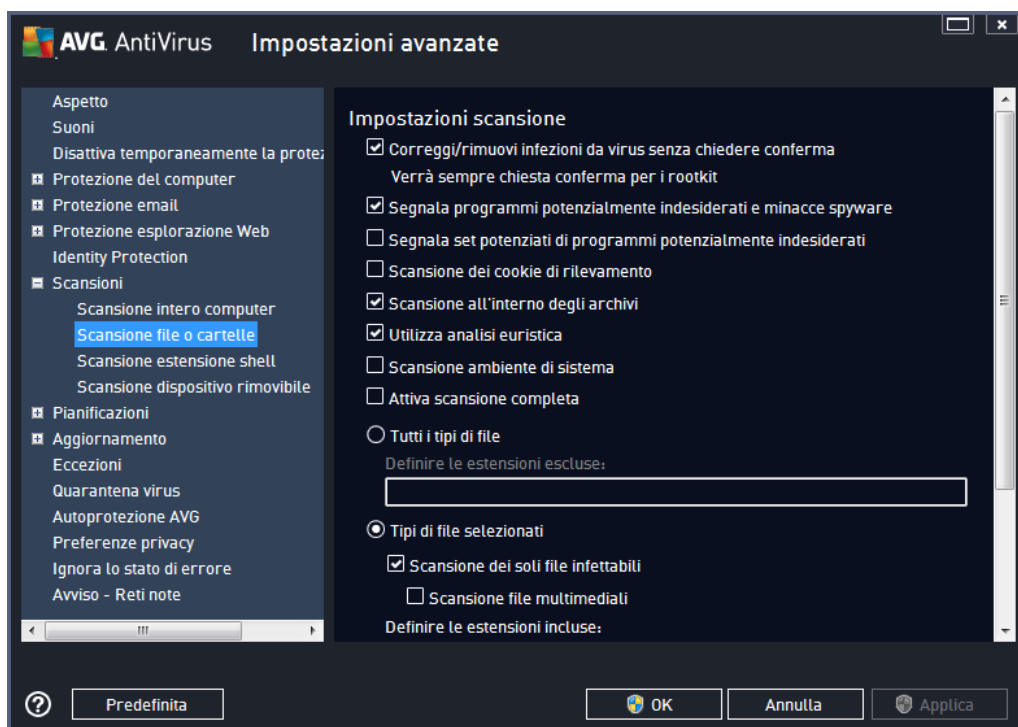 AVG. AntiVirus Impostazioni avanzate
Aspetto
Suoni
Disattiva temporaneamente la protez
Protezione del computer
Protezione email
Protezione esplorazione Web
Identity Protection
Scansioni
Scansione intero computer
Scansione file o cartelle
Scansione estensione shell
Scansione dispositivo rimovibile
Pianificazioni
Aggiornamento
Eccezioni
Quarantena virus
Autoprotezione AVG
Preferenze privacy
Ignora lo stato di errore
Avviso - Reti note
Impostazioni scansione
Correggi/rimuovi infezioni da virus senza chiedere conferma
Verrà sempre chiesta conferma per i rootkit
Segnala programmi potenzialmente indesiderati e minacce spyware
Segnala set potenziati di programmi potenzialmente indesiderati
Scansione dei cookie di rilevamento
Scansione all'interno degli archivi
Utilizza analisi euristica
Scansione ambiente di sistema
Attiva scansione completa
Tutti i tipi di file
Definire le estensioni escluse:
Tipi di file selezionati
Scansione dei soli file infettabili
Scansione file multimediali
Definire le estensioni incluse:
Predefinita
OK
Annulla
Applica